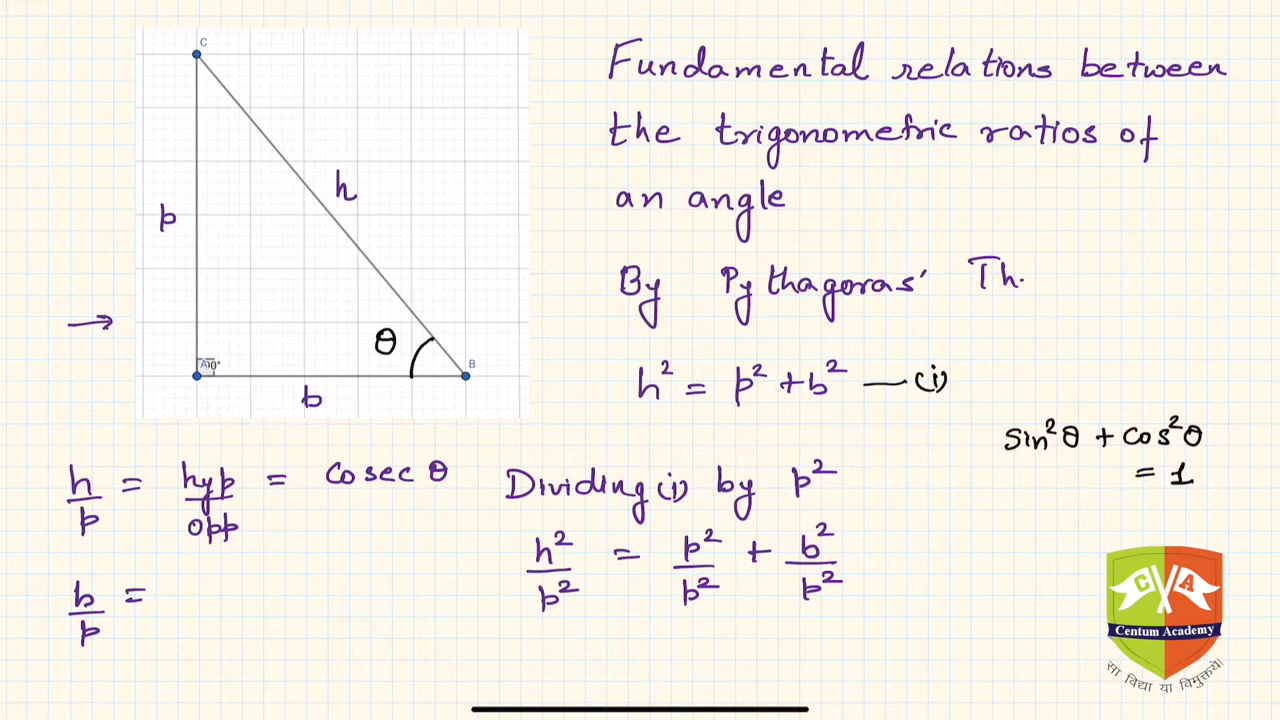 C
h
p
θ
A
90°
B
b
Fundamental relations between
the trigonometric ratios of
an angle
By Pythagoras' Th.
h² = p² + b² — (i)
sin²θ + cos²θ
= 1
h/p = hyp/opp = cosec θ
b/p =
Dividing (i) by p²
h²/p² = p²/p² + b²/p²
C A
Centum Academy
सा विद्या या विमुक्तये।